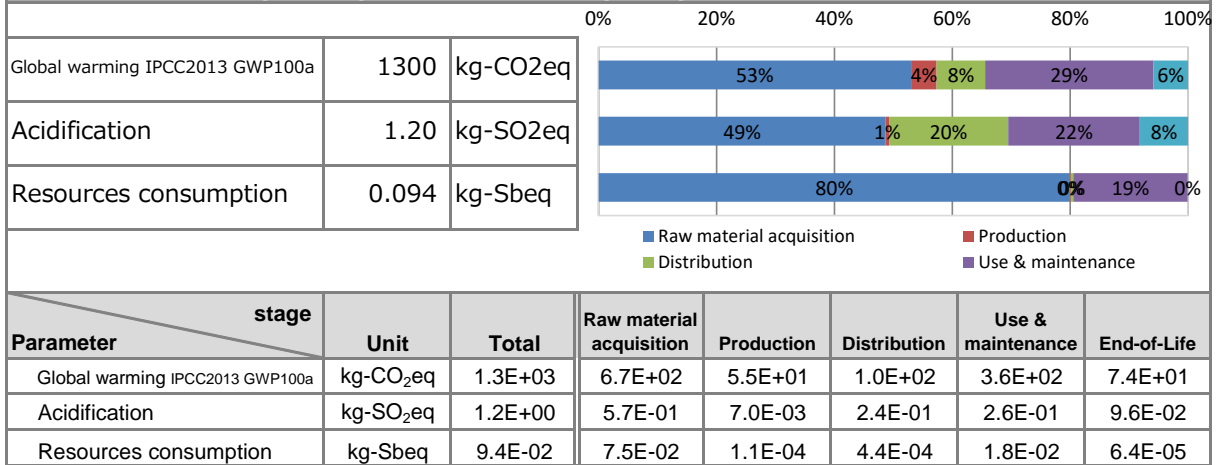 0% 20% 40% 60% 80% 100%
Global warming IPCC2013 GWP100a 1300 kg-CO2eq 53% 4% 8% 29% 6%
Acidification 1.20 kg-SO2eq 49% 1% 20% 22% 8%
Resources consumption 0.094 kg-Sbeq 80% 0% 0% 19% 0%
Raw material acquisition Production
Distribution Use & maintenance
stage
Parameter Unit Total Raw material acquisition Production Distribution Use & maintenance End-of-Life
Global warming IPCC2013 GWP100a kg-CO₂eq 1.3E+03 6.7E+02 5.5E+01 1.0E+02 3.6E+02 7.4E+01
Acidification kg-SO₂eq 1.2E+00 5.7E-01 7.0E-03 2.4E-01 2.6E-01 9.6E-02
Resources consumption kg-Sbeq 9.4E-02 7.5E-02 1.1E-04 4.4E-04 1.8E-02 6.4E-05